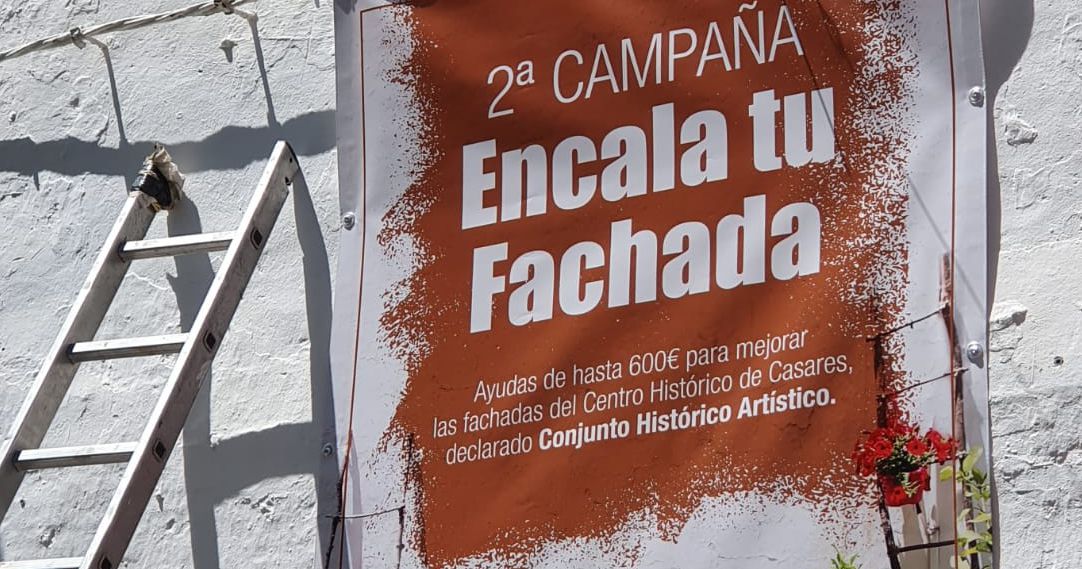 2ª CAMPAÑA
Encala tu
Fachada
Ayudas de hasta 600€ para mejorar
las fachadas del Centro Histórico de Casares,
declarado Conjunto Histórico Artístico.